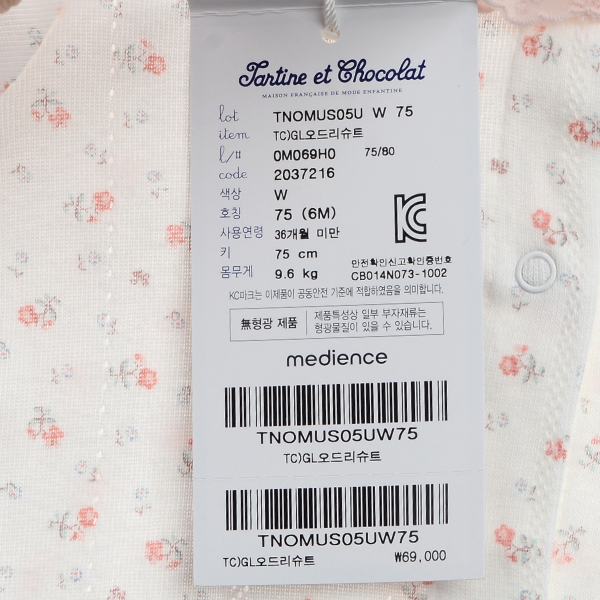 Tartine et Chocolat
MAISON FRANÇAISE DE MODE ENFANTINE
lot TNOMUS05U W 75
item TC)GL오드리슈트
l/# 0M069H0 75/80
code 2037216
색상 W
호칭 75 (6M)
사용연령 36개월 미만
키 75 cm
몸무게 9.6 kg
안전확인신고확인증번호
CB014N073-1002
KC마크는 이제품이 공통안전 기준에 적합하였음을 의미합니다.
無형광 제품
제품특성상 일부 부자재류는
형광물질이 있을 수 있습니다.
medience
TNOMUS05UW75
TC)GL오드리슈트
TNOMUS05UW75
TC)GL오드리슈트 ₩69,000